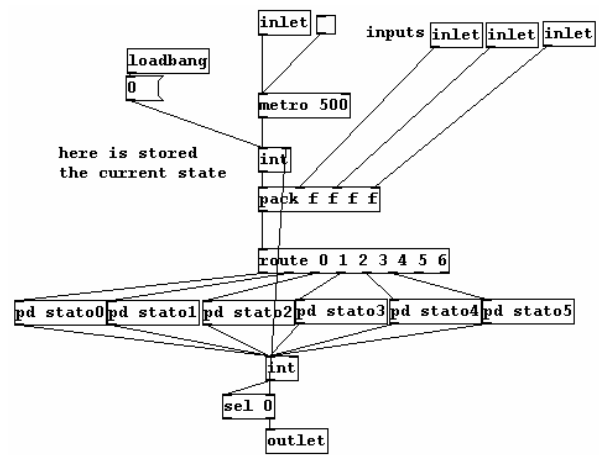 inlet
inputs inlet inlet inlet
loadbang
0
metro 500
here is stored
the current state
int
pack f f f f
route 0 1 2 3 4 5 6
pd stato0 pd stato1 pd stato2 pd stato3 pd stato4 pd stato5
int
sel 0
outlet